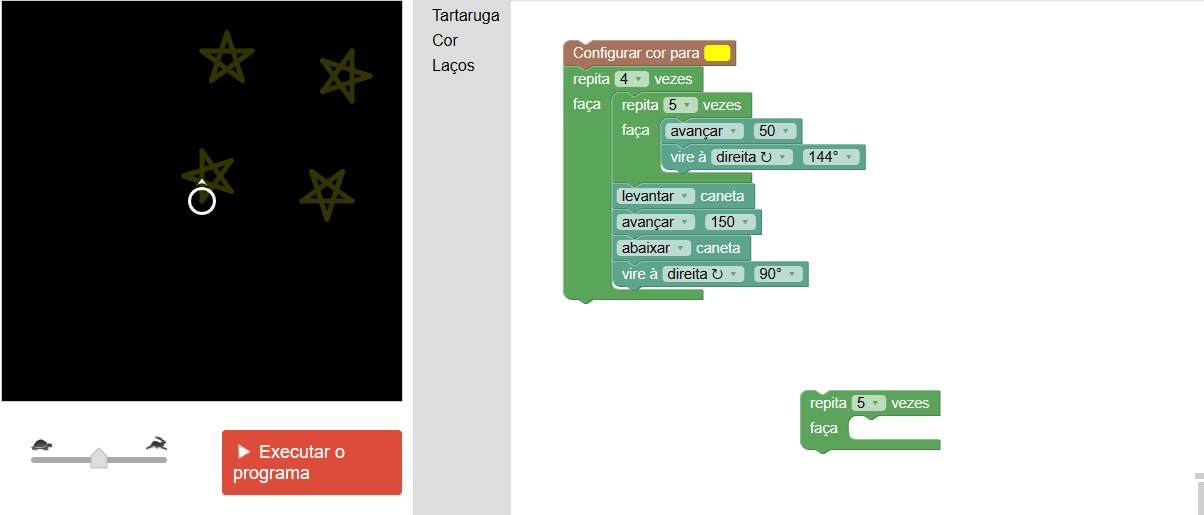 Tartaruga
Cor
Laços
Configurar cor para
repita 4 vezes
faça
repita 5 vezes
faça
avançar 50
vire à direita ↻ 144°
levantar caneta
avançar 150
abaixar caneta
vire à direita ↻ 90°
repita 5 vezes
faça
Executar o
programa